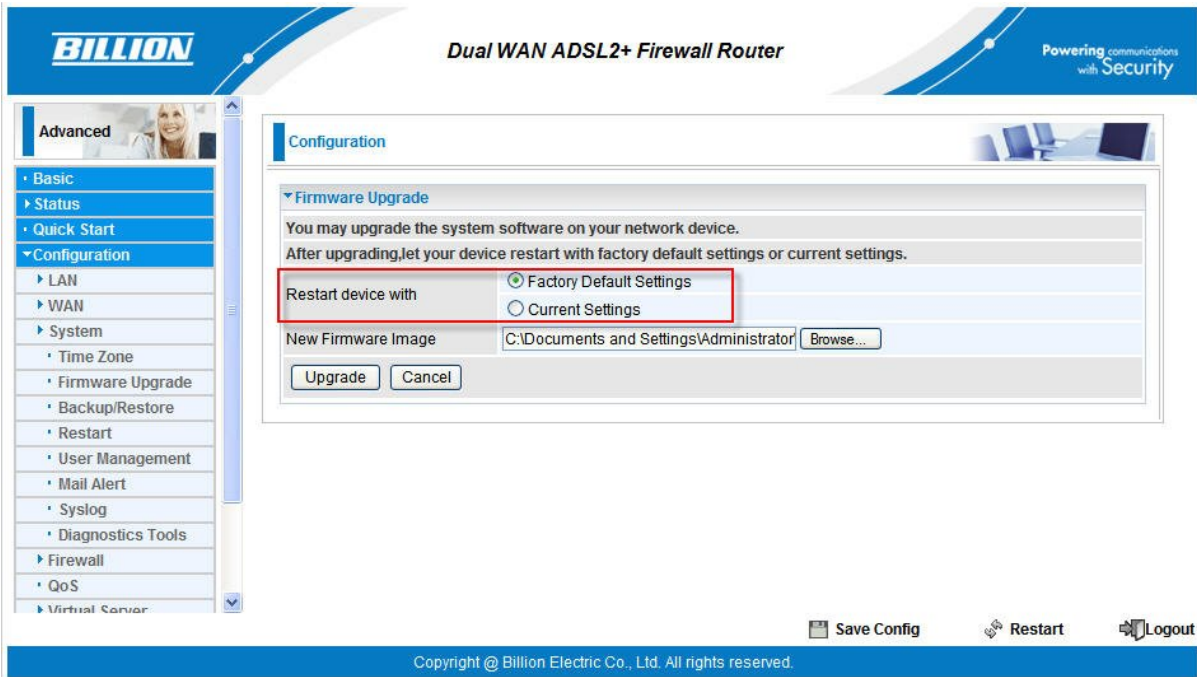 BILLION
Dual WAN ADSL2+ Firewall Router
Powering communications
with Security
Advanced
Basic
Status
Quick Start
Configuration
LAN
WAN
System
Time Zone
Firmware Upgrade
Backup/Restore
Restart
User Management
Mail Alert
Syslog
Diagnostics Tools
Firewall
QoS
Virtual Server
Configuration
Firmware Upgrade
You may upgrade the system software on your network device.
After upgrading,let your device restart with factory default settings or current settings.
Restart device with
Factory Default Settings
Current Settings
New Firmware Image C:\Documents and Settings\Administrator\ Browse...
Upgrade Cancel
Save Config Restart Logout
Copyright @ Billion Electric Co., Ltd. All rights reserved.